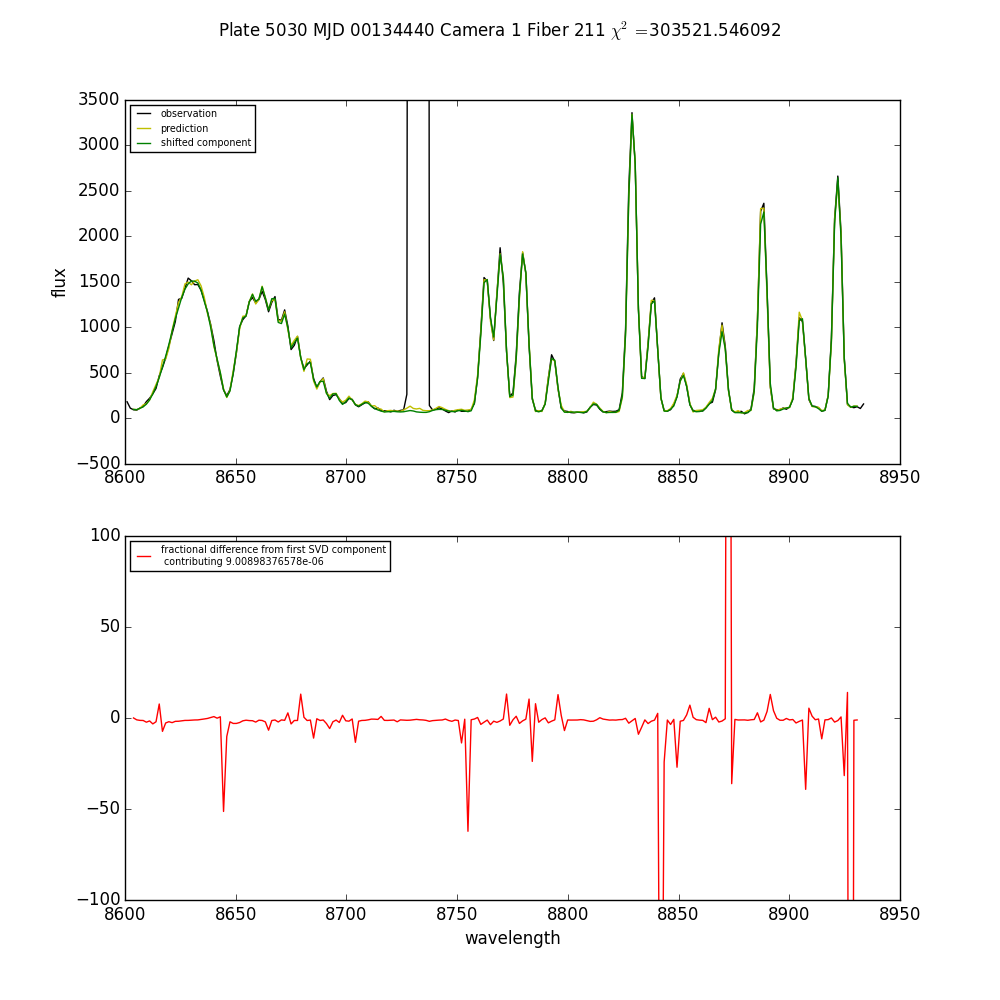 Plate 5030 MJD 00134440 Camera 1 Fiber 211 χ² =303521.546092
3500
3000
2500
2000
1500
1000
500
0
−500
flux
observation
prediction
shifted component
8600 8650 8700 8750 8800 8850 8900 8950
100
50
0
−50
−100
fractional difference from first SVD component
contributing 9.00898376578e-06
8600 8650 8700 8750 8800 8850 8900 8950
wavelength